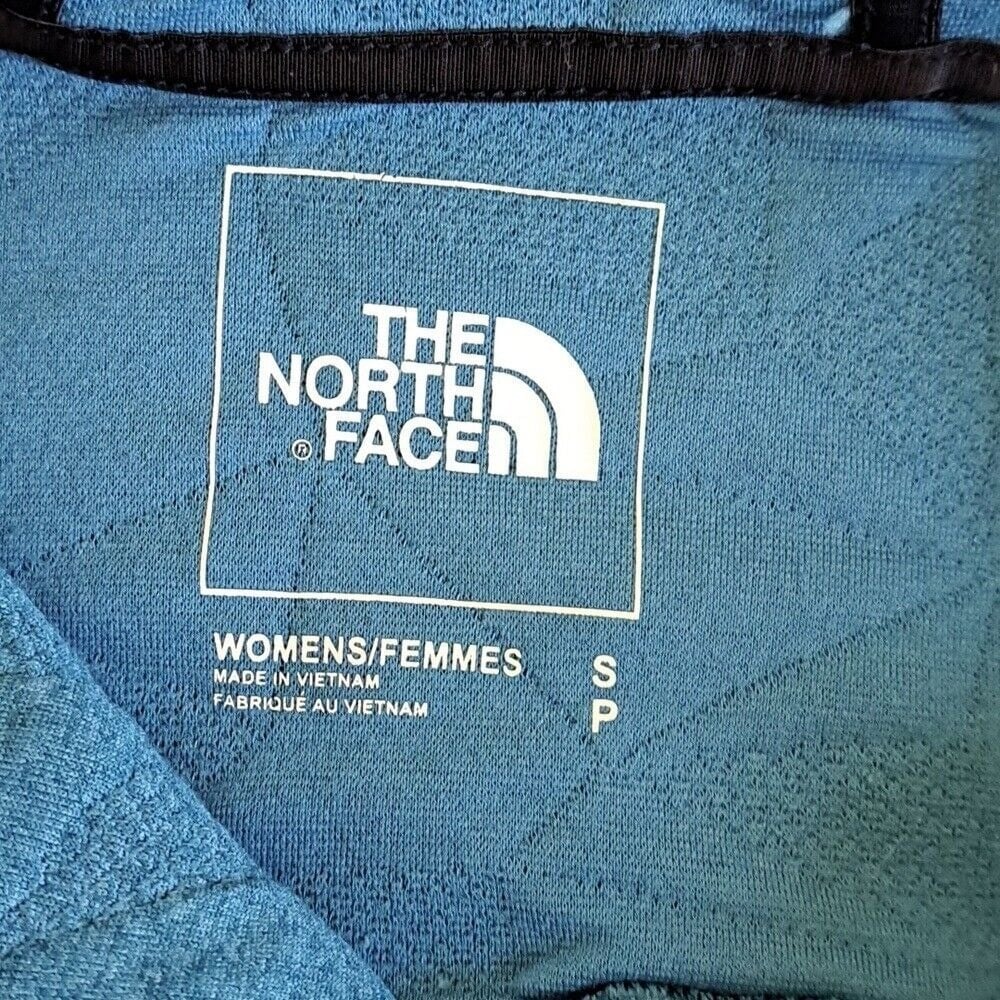 THE
NORTH
® FACE
WOMENS/FEMMES S
MADE IN VIETNAM
FABRIQUÉ AU VIETNAM P